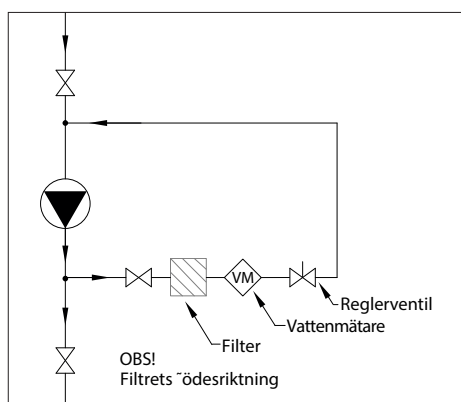 VM
Reglerventil
Vattenmätare
Filter
OBS!
Filtrets ˜ödesriktning